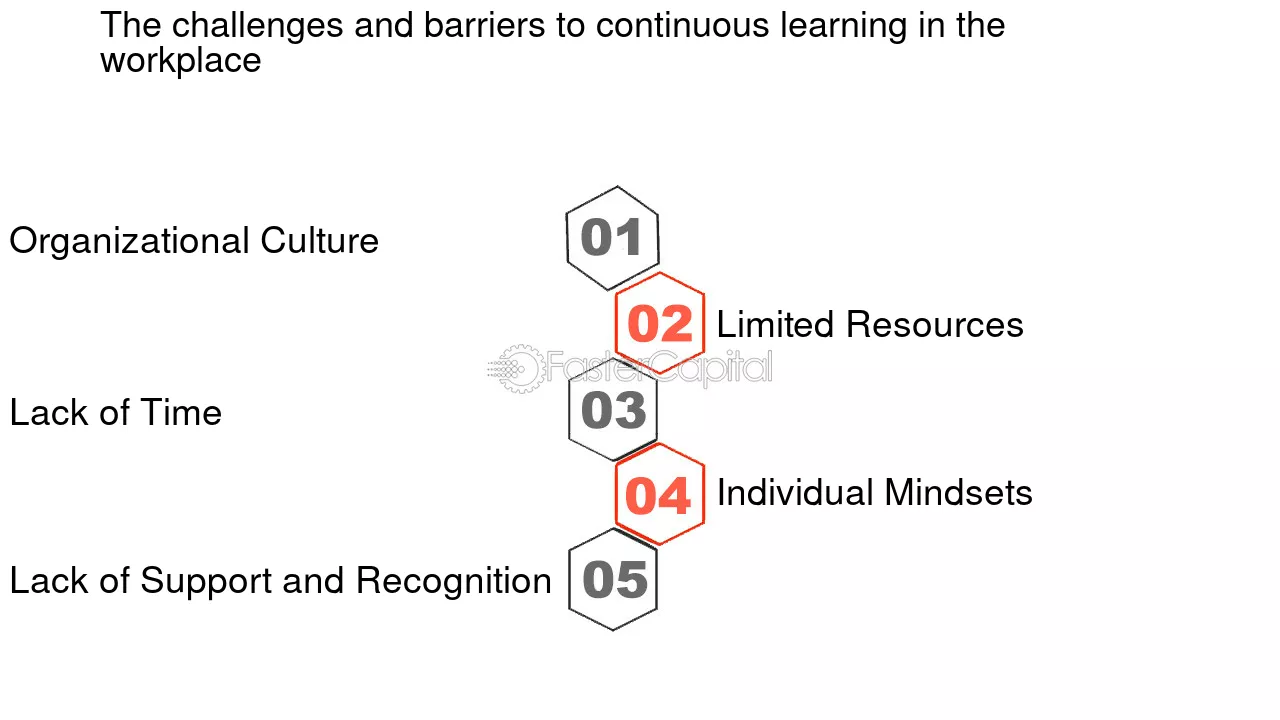 The challenges and barriers to continuous learning in the
workplace
Organizational Culture
01
02
Limited Resources
FasterCapital
Lack of Time
03
04
Individual Mindsets
Lack of Support and Recognition
05